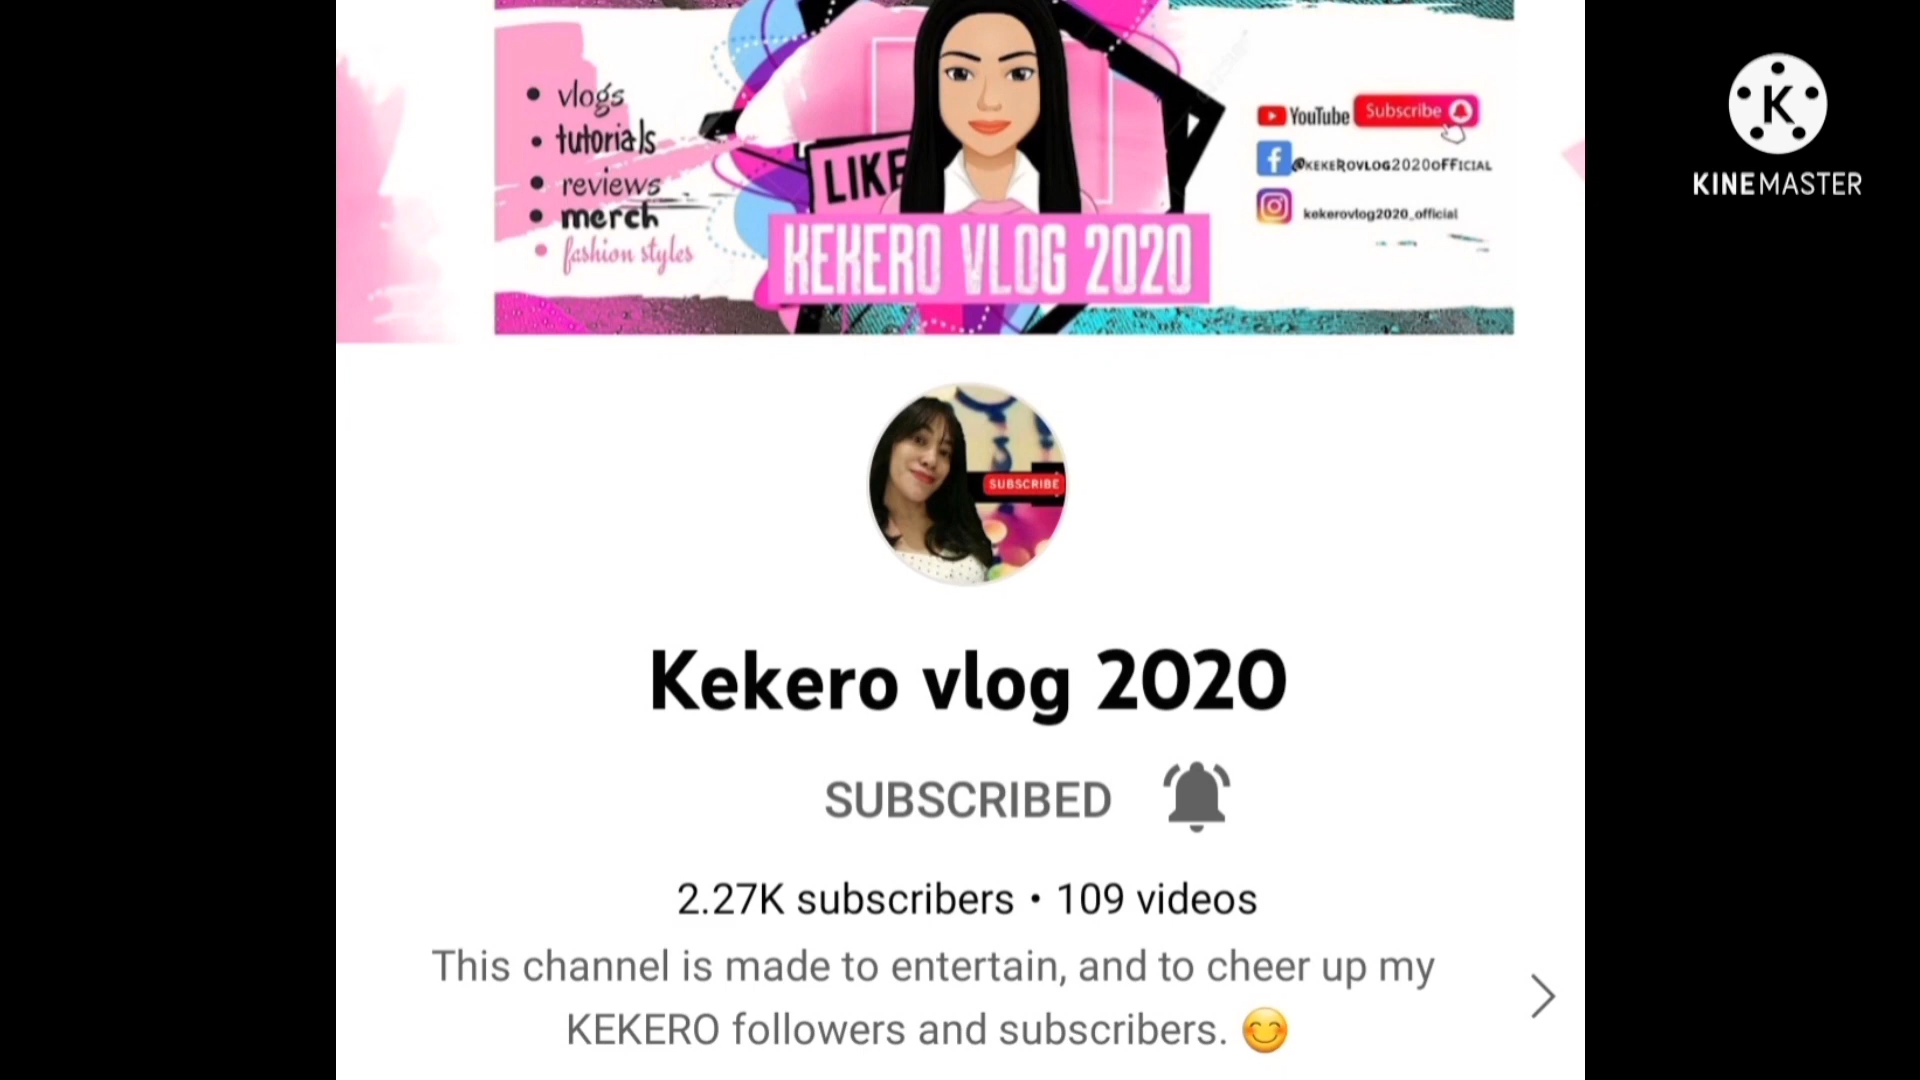 vlogs
tutorials
reviews
merch
fashion styles
LIKE
KEKERO VLOG 2020
YouTube Subscribe
@KEKEROVLOG2020OFFICIAL
kekerovlog2020_official
K
KINEMASTER
SUBSCRIBE
Kekero vlog 2020
SUBSCRIBED
2.27K subscribers • 109 videos
This channel is made to entertain, and to cheer up my
KEKERO followers and subscribers. 😊